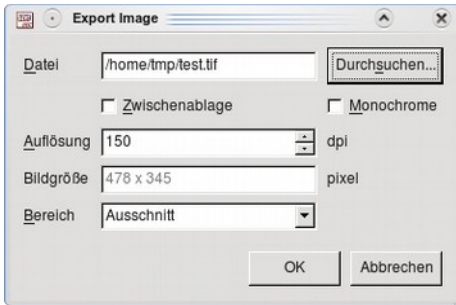 Export Image
Datei /home/tmp/test.tif Durchsuchen...
Zwischenablage Monochrome
Auflösung 150 dpi
Bildgröße 478 x 345 pixel
Bereich Ausschnitt
OK Abbrechen